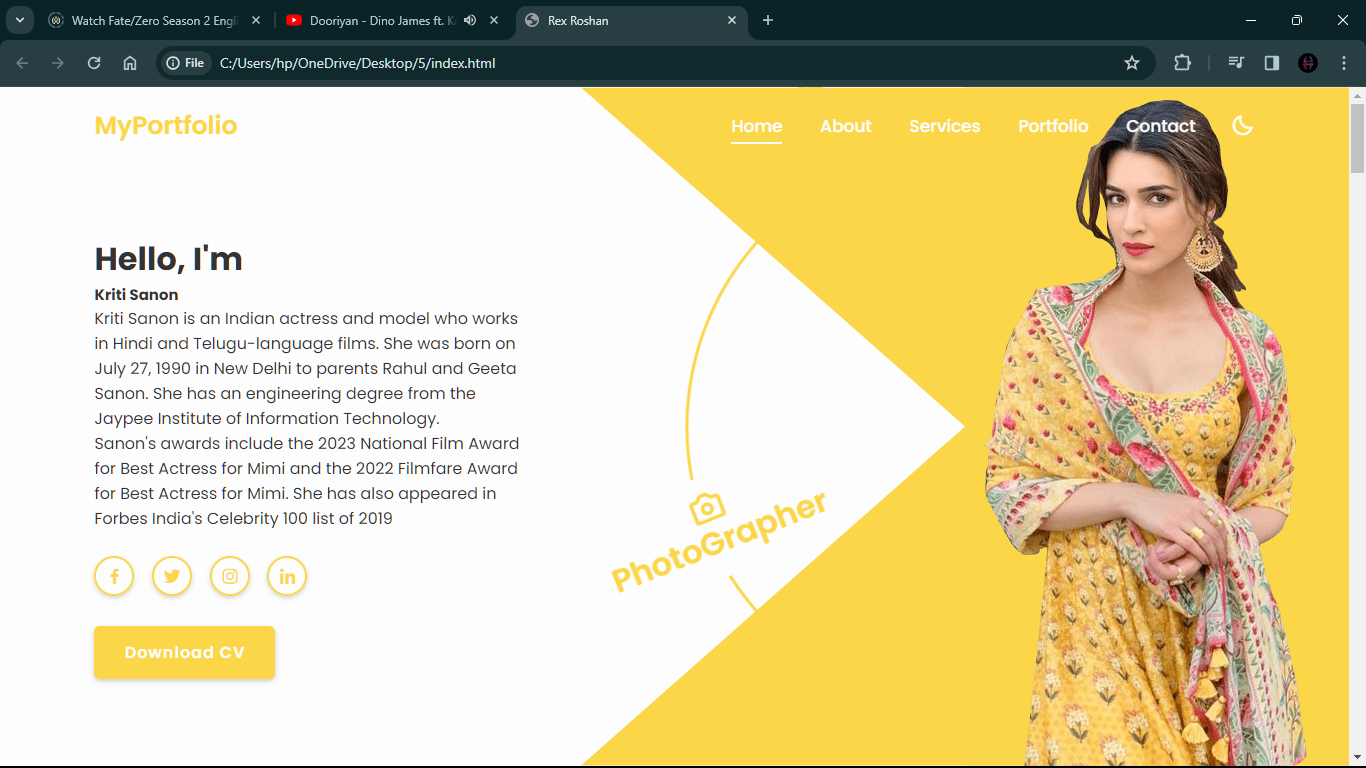 Watch Fate/Zero Season 2 Engl
Dooriyan - Dino James ft. Ka
Rex Roshan
File
C:/Users/hp/OneDrive/Desktop/5/index.html
MyPortfolio
Home
About
Services
Portfolio
Contact
Hello, I'm
Kriti Sanon
Kriti Sanon is an Indian actress and model who works
in Hindi and Telugu-language films. She was born on
July 27, 1990 in New Delhi to parents Rahul and Geeta
Sanon. She has an engineering degree from the
Jaypee Institute of Information Technology.
Sanon's awards include the 2023 National Film Award
for Best Actress for Mimi and the 2022 Filmfare Award
for Best Actress for Mimi. She has also appeared in
Forbes India's Celebrity 100 list of 2019
PhotoGrapher
Download CV